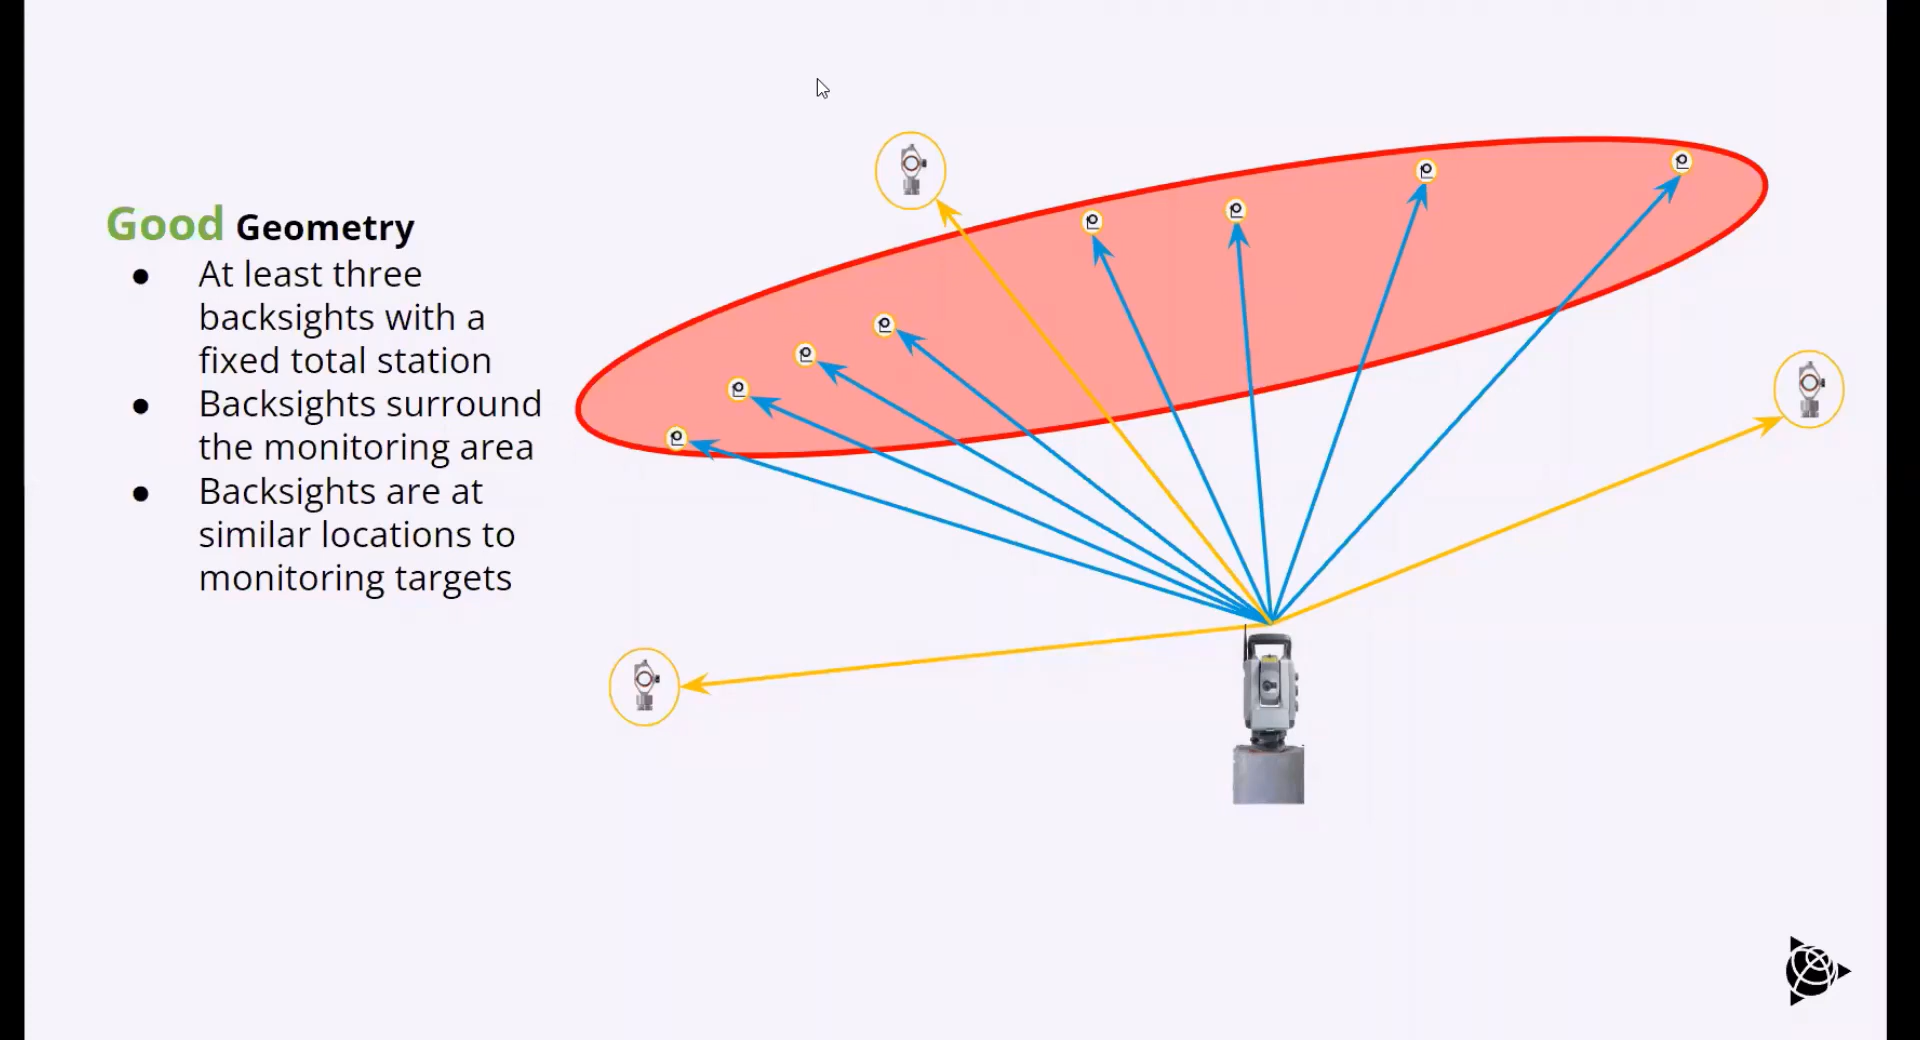 Good Geometry
● At least three
backsights with a
fixed total station
● Backsights surround
the monitoring area
● Backsights are at
similar locations to
monitoring targets